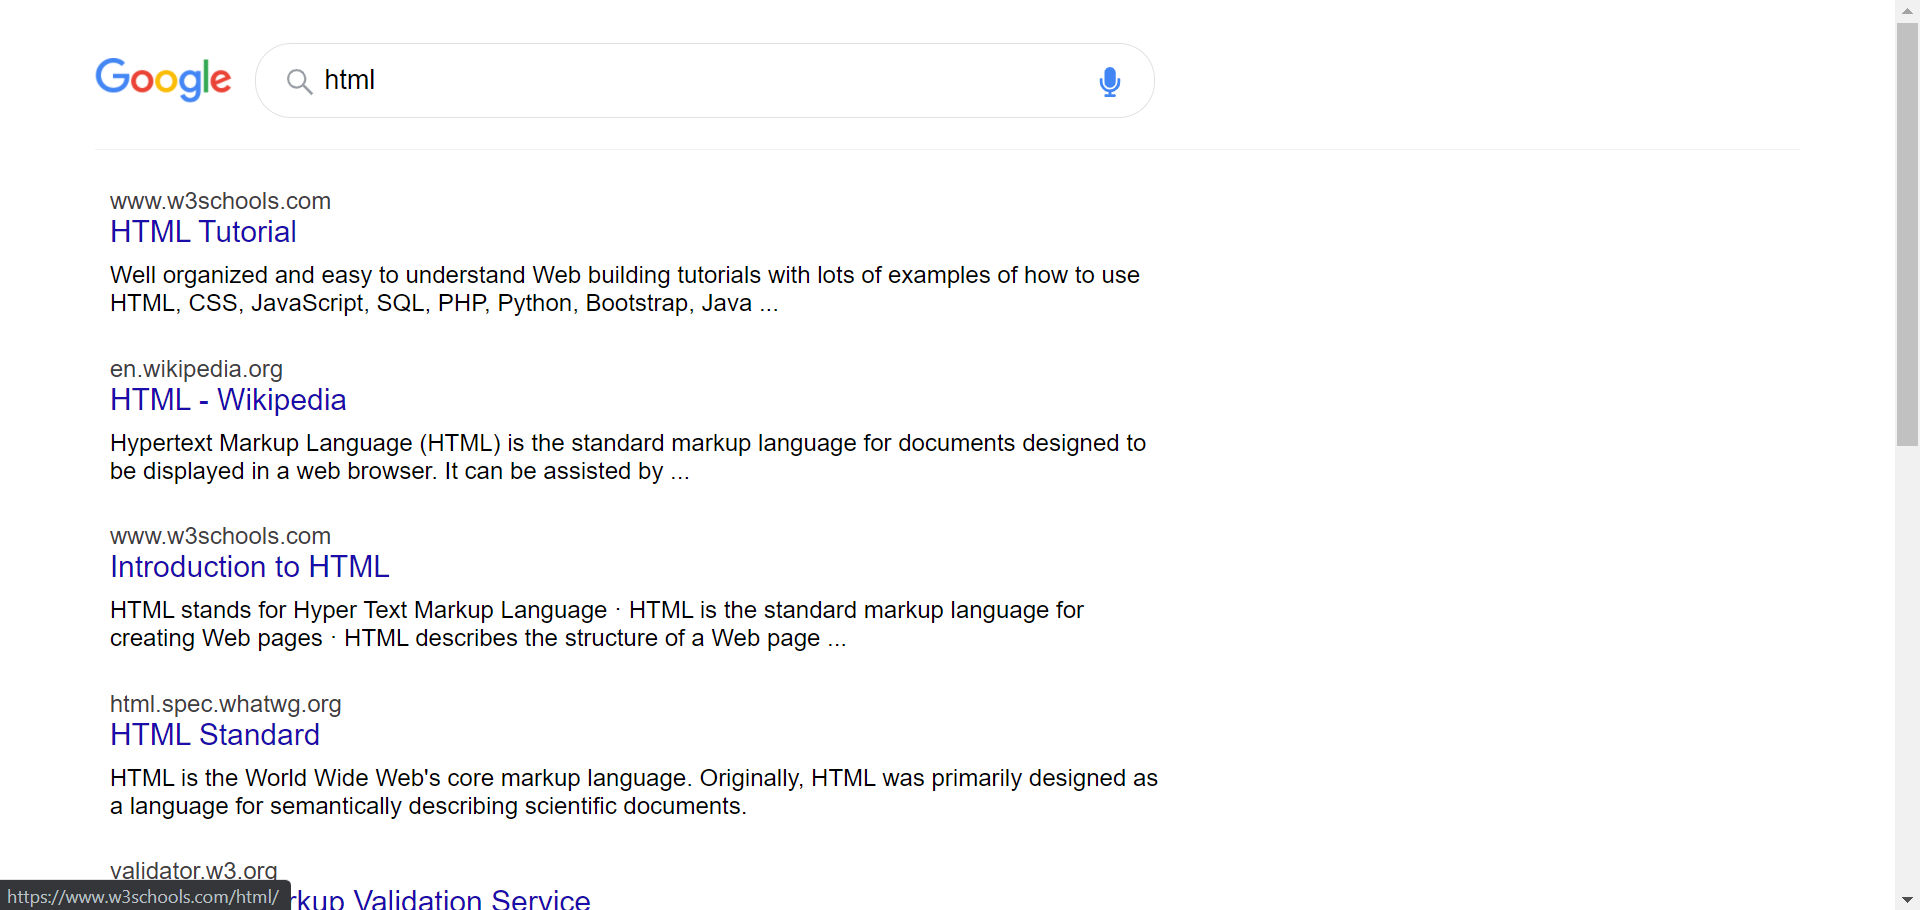 Google
html
www.w3schools.com
HTML Tutorial
Well organized and easy to understand Web building tutorials with lots of examples of how to use
HTML, CSS, JavaScript, SQL, PHP, Python, Bootstrap, Java ...
en.wikipedia.org
HTML - Wikipedia
Hypertext Markup Language (HTML) is the standard markup language for documents designed to
be displayed in a web browser. It can be assisted by ...
www.w3schools.com
Introduction to HTML
HTML stands for Hyper Text Markup Language · HTML is the standard markup language for
creating Web pages · HTML describes the structure of a Web page ...
html.spec.whatwg.org
HTML Standard
HTML is the World Wide Web's core markup language. Originally, HTML was primarily designed as
a language for semantically describing scientific documents.
validator.w3.org
Validation Service
https://www.w3schools.com/html/